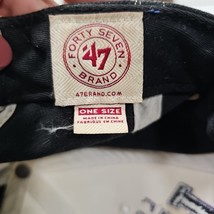 FORTY SEVEN
47
BRAND
47BRAND.COM
ONE SIZE
MADE IN CHINA
FABRIQUÉ EN CHINE